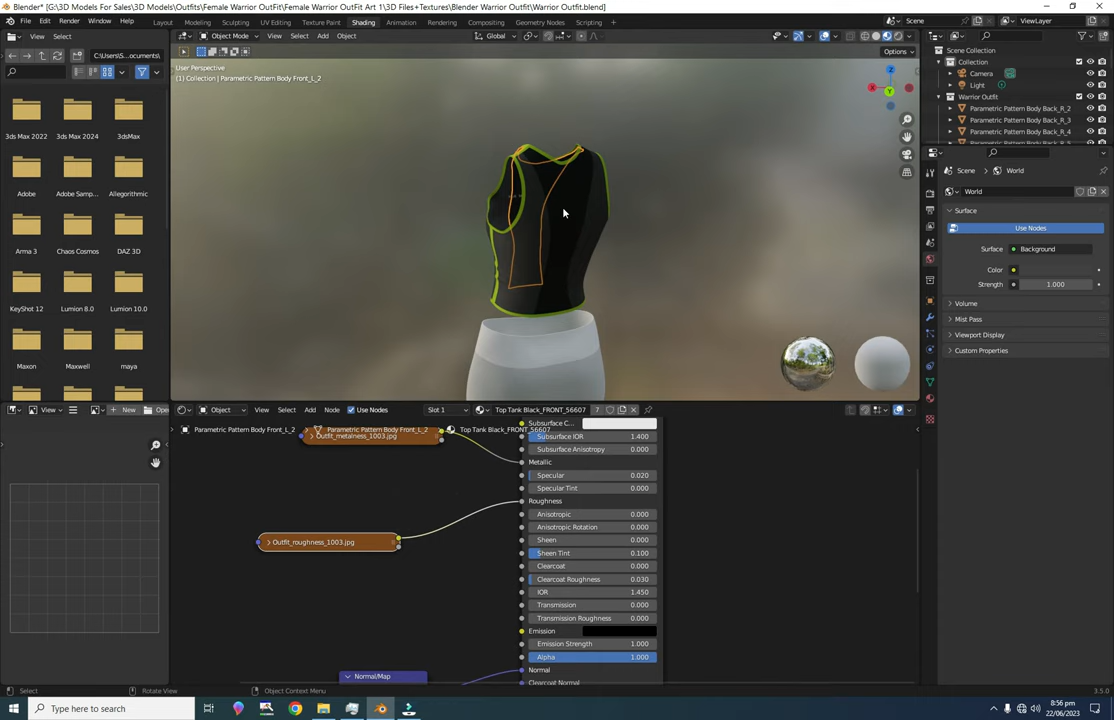 Blender* [G:\3D Models For Sales\3D Models\Outfits\Female Warrior OutFit\Female Warrior OutFit Art 1\3D Files+Textures\Blender Warrior Outfit\Warrior Outfit.blend]
File Edit Render Window Help Layout Modeling Sculpting UV Editing Texture Paint Shading Animation Rendering Compositing Geometry Nodes Scripting Scene ViewLayer
View Select Object Mode View Select Add Object Global
C:\Users\S...ocuments\ Options
User Perspective
(1) Collection | Parametric Pattern Body Front_L_2
3ds Max 2022 3ds Max 2024 3dsMax
Adobe Adobe Samp... Allegorithmic
Arma 3 Chaos Cosmos DAZ 3D
KeyShot 12 Lumion 8.0 Lumion 10.0
Maxon Maxwell maya
X Y Z
Scene Collection
Collection
Camera
Light
Warrior Outfit
Parametric Pattern Body Back_R_2
Parametric Pattern Body Back_R_3
Parametric Pattern Body Back_R_4
Scene World
World
Surface
Use Nodes
Surface Background
Color
Strength 1.000
Volume
Mist Pass
Viewport Display
Custom Properties
View New Open
Object View Select Add Node Use Nodes Slot 1 Top Tank Black_FRONT_56607 7
Parametric Pattern Body Front_L_2 Parametric Pattern Body Front_L_2 Top Tank Black_FRONT_56607
Outfit_metalness_1003.jpg
Outfit_roughness_1003.jpg
Normal/Map
Subsurface C...
Subsurface IOR 1.400
Subsurface Anisotropy 0.000
Metallic
Specular 0.020
Specular Tint 0.000
Roughness
Anisotropic 0.000
Anisotropic Rotation 0.000
Sheen 0.000
Sheen Tint 0.100
Clearcoat 0.000
Clearcoat Roughness 0.030
IOR 1.450
Transmission 0.000
Transmission Roughness 0.000
Emission
Emission Strength 1.000
Alpha 1.000
Normal
Clearcoat Normal
Select Rotate View Object Context Menu 3.5.0
Type here to search
8:56 pm
22/06/2023